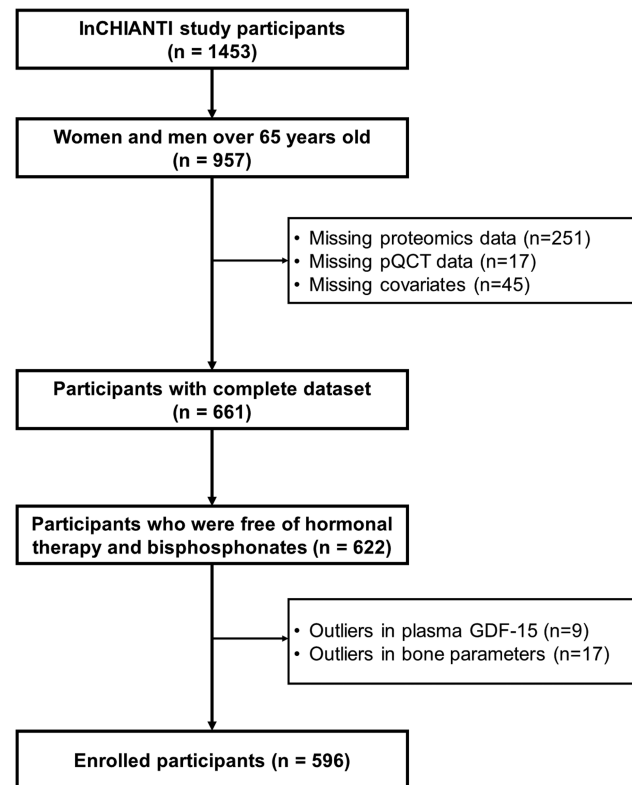 InCHIANTI study participants
(n = 1453)
Women and men over 65 years old
(n = 957)
• Missing proteomics data (n=251)
• Missing pQCT data (n=17)
• Missing covariates (n=45)
Participants with complete dataset
(n = 661)
Participants who were free of hormonal
therapy and bisphosphonates (n = 622)
• Outliers in plasma GDF-15 (n=9)
• Outliers in bone parameters (n=17)
Enrolled participants (n = 596)